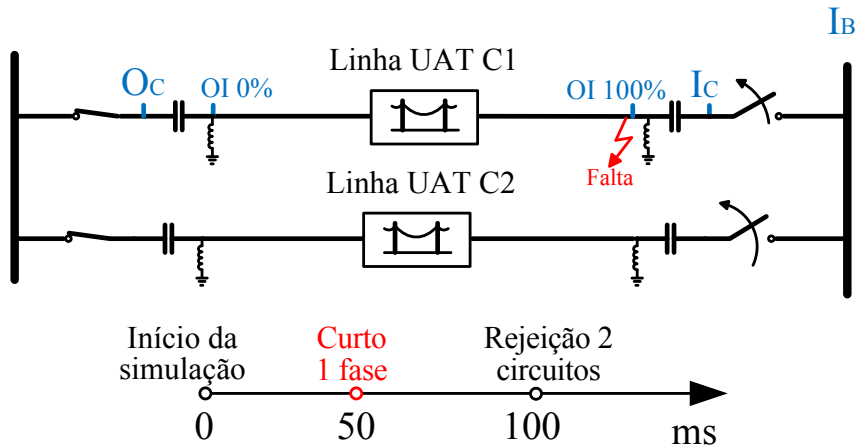 IB
Linha UAT C1
OC
OI 0%
OI 100%
IC
Falta
Linha UAT C2
Início da
simulação
Curto
1 fase
Rejeição 2
circuitos
0
50
100
ms